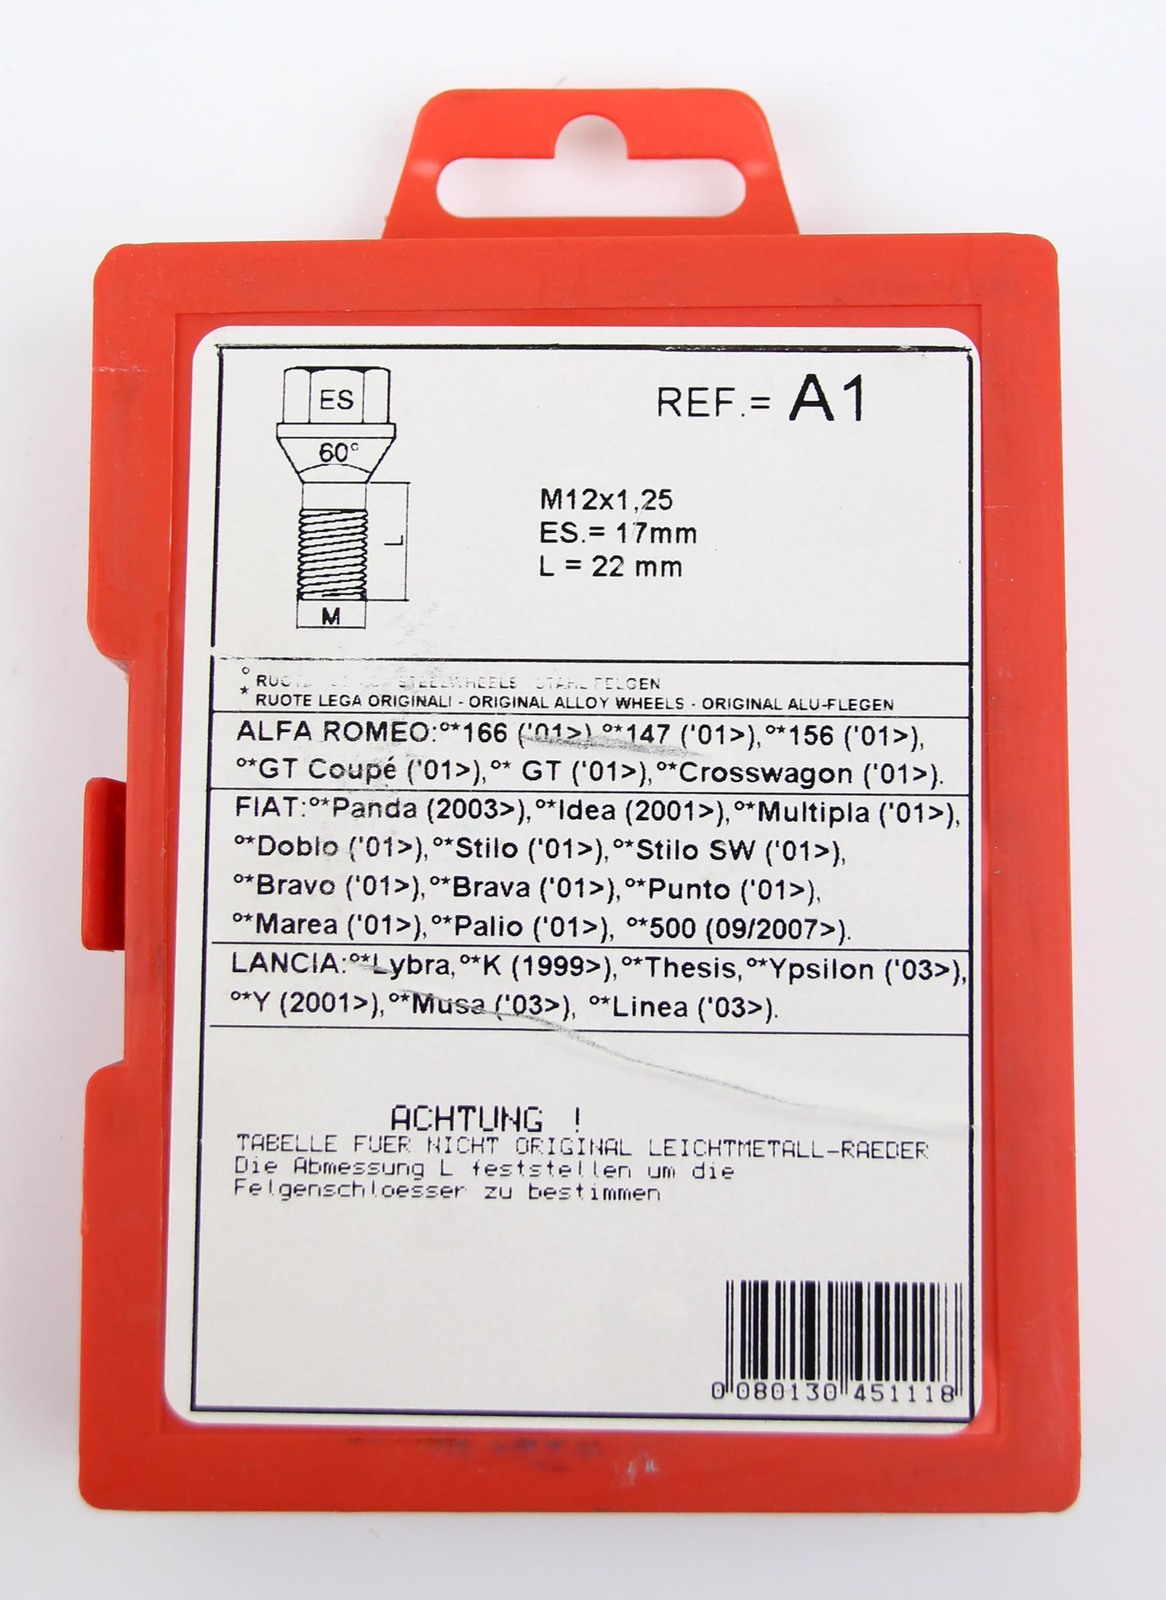 ES
60°
L
M
REF.= A1
M12x1,25
ES.= 17mm
L = 22 mm
° RUOTE STEELWHEELS STAHLFELGEN
* RUOTE LEGA ORIGINALI - ORIGINAL ALLOY WHEELS - ORIGINAL ALU-FLEGEN
ALFA ROMEO:°*166 ('01>),°*147 ('01>),°*156 ('01>),
°*GT Coupé ('01>),°* GT ('01>),°*Crosswagon ('01>).
FIAT:°*Panda (2003>),°*Idea (2001>),°*Multipla ('01>),
°*Doblo ('01>),°*Stilo ('01>),°*Stilo SW ('01>),
°*Bravo ('01>),°*Brava ('01>),°*Punto ('01>),
°*Marea ('01>),°*Palio ('01>), °*500 (09/2007>).
LANCIA:°*Lybra,°*K (1999>),°*Thesis,°*Ypsilon ('03>),
°*Y (2001>),°*Musa ('03>), °*Linea ('03>).
ACHTUNG !
TABELLE FUER NICHT ORIGINAL LEICHTMETALL-RAEDER
Die Abmessung L feststellen um die
Felgenschloesser zu bestimmen
0 080130 451118